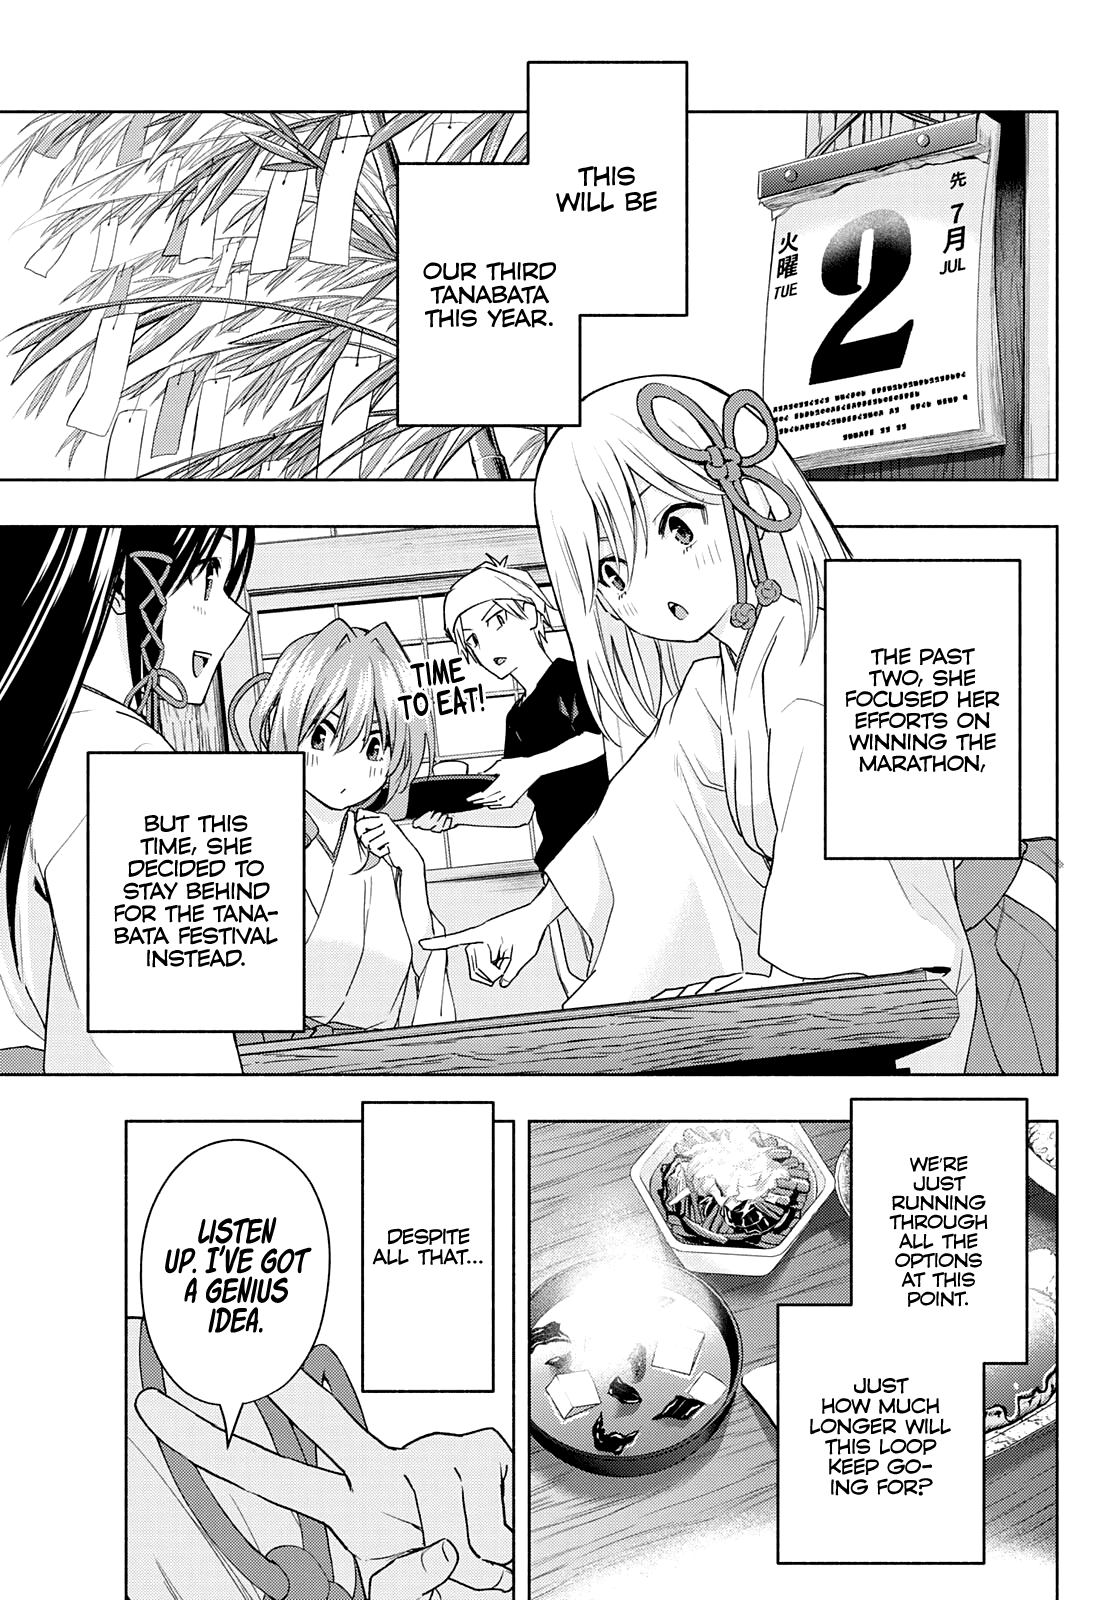 THIS
WILL BE
OUR THIRD
TANABATA
THIS YEAR.
先
7月
JUL
火曜
TUE
2
THE PAST
TWO, SHE
FOCUSED HER
EFFORTS ON
WINNING THE
MARATHON,
TIME
TO EAT!
BUT THIS
TIME, SHE
DECIDED TO
STAY BEHIND
FOR THE TANA-
BATA FESTIVAL
INSTEAD.
WE'RE
JUST
RUNNING
THROUGH
ALL THE
OPTIONS
AT THIS
POINT.
JUST
HOW MUCH
LONGER WILL
THIS LOOP
KEEP GO-
ING FOR?
DESPITE
ALL THAT...
LISTEN
UP. I'VE GOT
A GENIUS
IDEA.